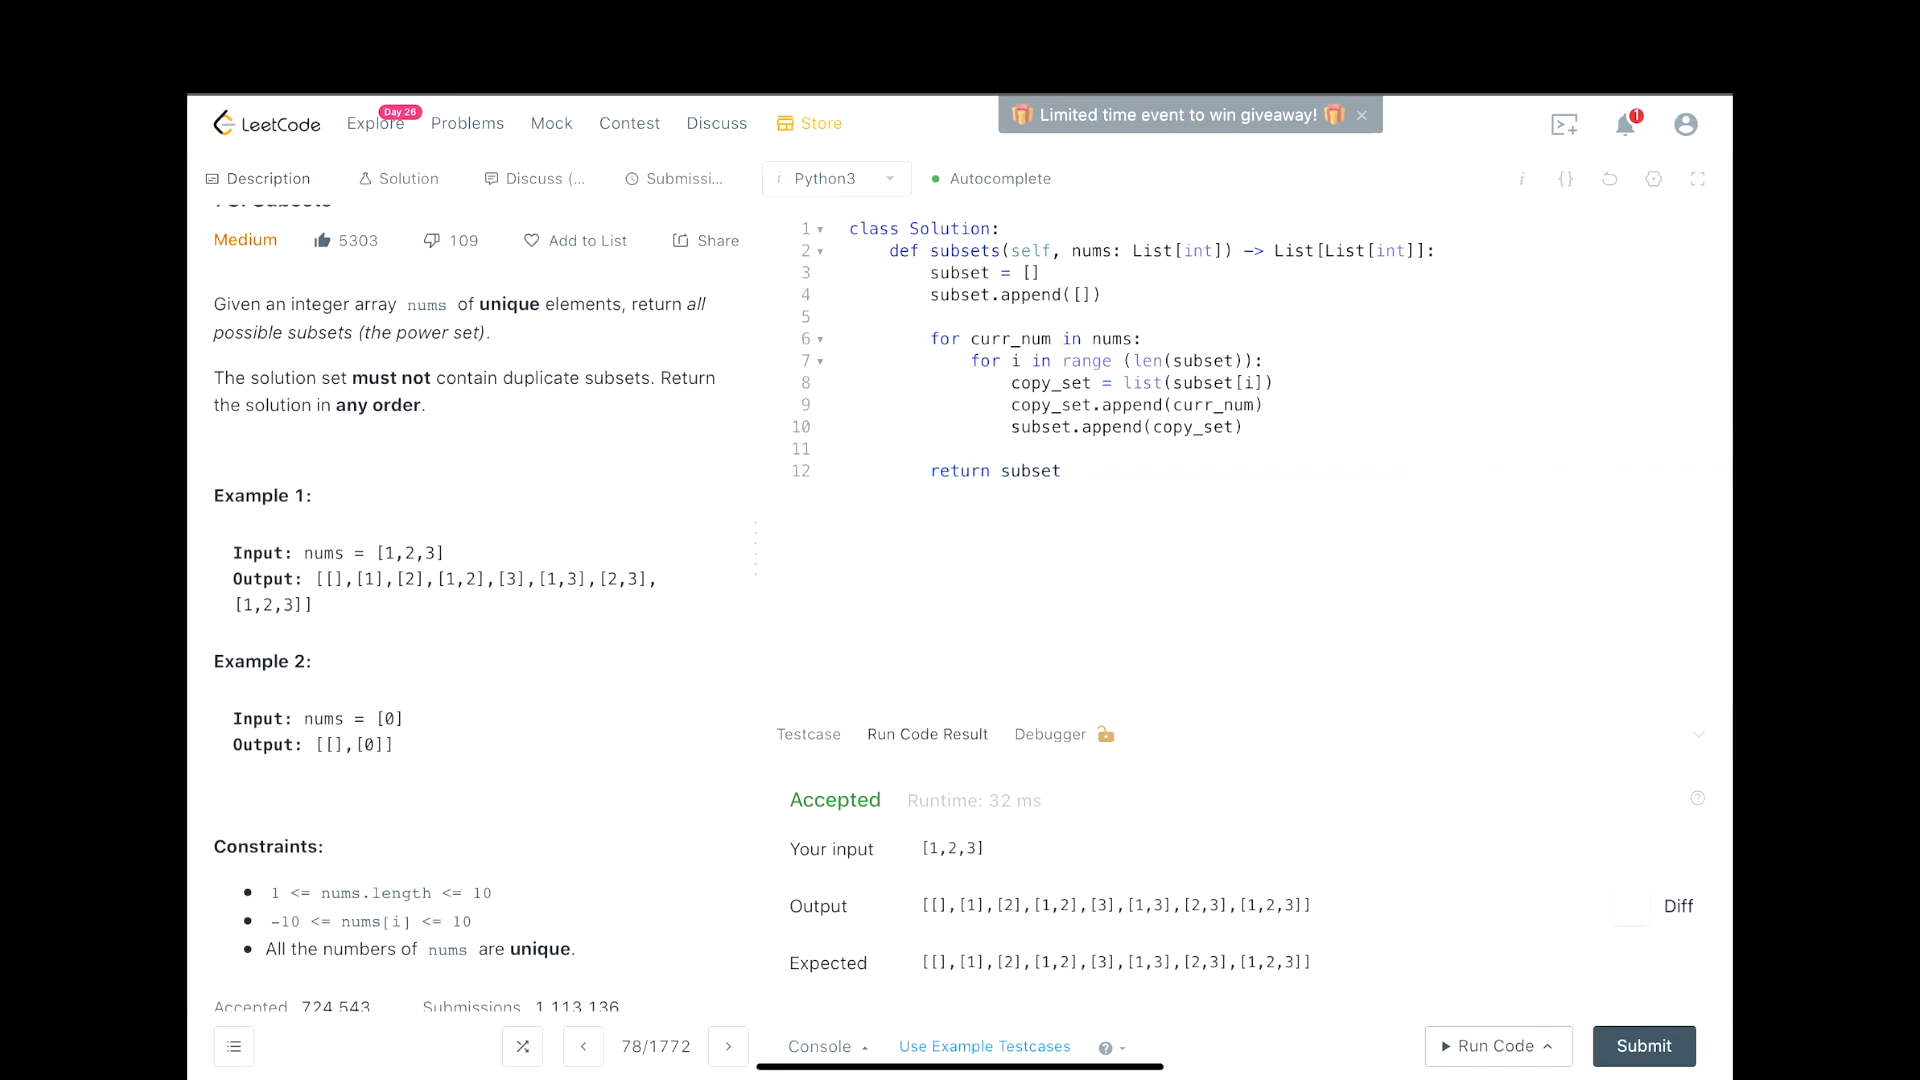 LeetCode
Explore
Day 26
Problems
Mock
Contest
Discuss
Store
Limited time event to win giveaway!
1
Description
Solution
Discuss (...
Submissi...
i Python3
Autocomplete
78. Subsets
Medium
5303
109
Add to List
Share
Given an integer array nums of unique elements, return all
possible subsets (the power set).
The solution set must not contain duplicate subsets. Return
the solution in any order.
Example 1:
Input: nums = [1,2,3]
Output: [[],[1],[2],[1,2],[3],[1,3],[2,3],
[1,2,3]]
Example 2:
Input: nums = [0]
Output: [[],[0]]
Constraints:
1 <= nums.length <= 10
-10 <= nums[i] <= 10
All the numbers of nums are unique.
Accepted 724,543 Submissions 1,113,136
78/1772
1 class Solution:
2 def subsets(self, nums: List[int]) -> List[List[int]]:
3 subset = []
4 subset.append([])
5
6 for curr_num in nums:
7 for i in range (len(subset)):
8 copy_set = list(subset[i])
9 copy_set.append(curr_num)
10 subset.append(copy_set)
11
12 return subset
Testcase
Run Code Result
Debugger
Accepted
Runtime: 32 ms
Your input [1,2,3]
Output [[],[1],[2],[1,2],[3],[1,3],[2,3],[1,2,3]]
Diff
Expected [[],[1],[2],[1,2],[3],[1,3],[2,3],[1,2,3]]
Console
Use Example Testcases
Run Code
Submit